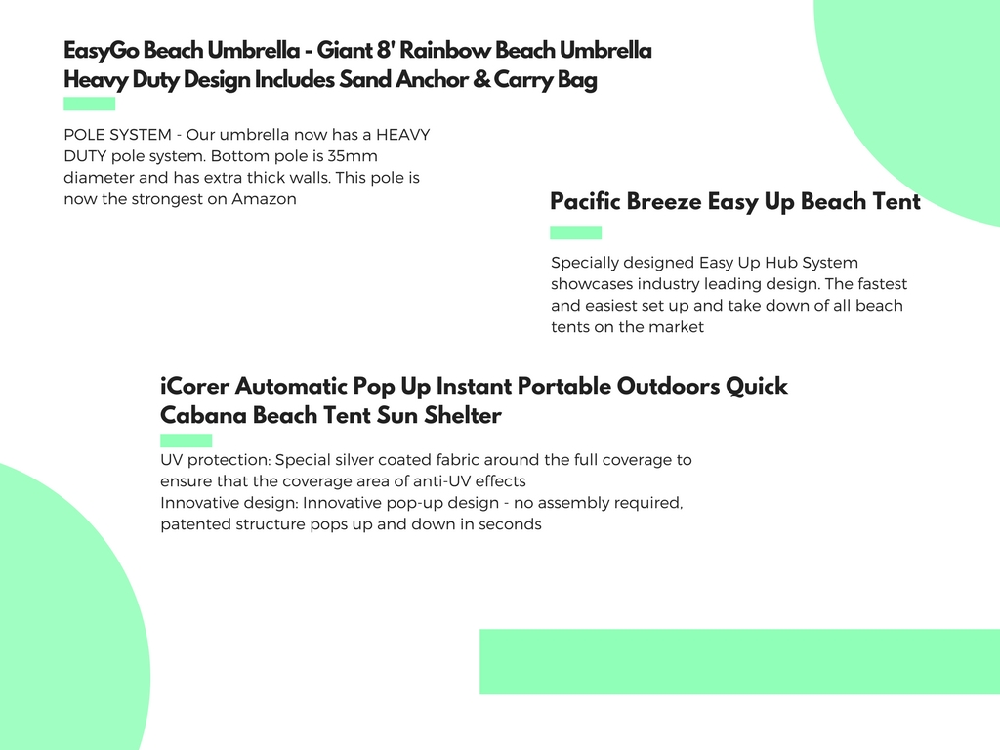 EasyGo Beach Umbrella - Giant 8' Rainbow Beach Umbrella
Heavy Duty Design Includes Sand Anchor & Carry Bag
POLE SYSTEM - Our umbrella now has a HEAVY
DUTY pole system. Bottom pole is 35mm
diameter and has extra thick walls. This pole is
now the strongest on Amazon
Pacific Breeze Easy Up Beach Tent
Specially designed Easy Up Hub System
showcases industry leading design. The fastest
and easiest set up and take down of all beach
tents on the market
iCorer Automatic Pop Up Instant Portable Outdoors Quick
Cabana Beach Tent Sun Shelter
UV protection: Special silver coated fabric around the full coverage to
ensure that the coverage area of anti-UV effects
Innovative design: Innovative pop-up design - no assembly required,
patented structure pops up and down in seconds